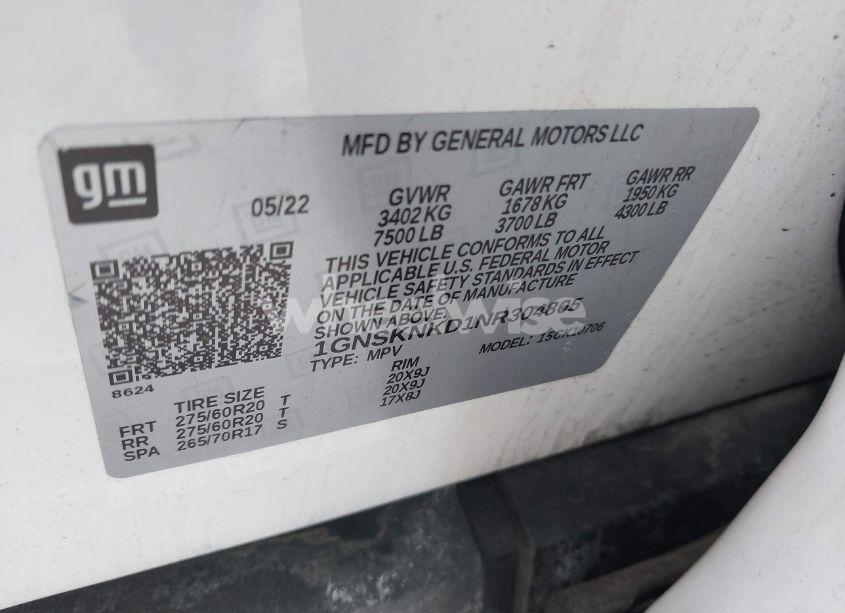 gm
MFD BY GENERAL MOTORS LLC
05/22
GVWR
3402 KG
7500 LB
GAWR FRT
1678 KG
3700 LB
GAWR RR
1950 KG
4300 LB
THIS VEHICLE CONFORMS TO ALL
APPLICABLE U.S. FEDERAL MOTOR
VEHICLE SAFETY STANDARDS IN EFFECT
ON THE DATE OF MANUFACTURE
SHOWN ABOVE.
1GNSKNKD1NR304805
TYPE: MPV
MODEL: 15CK10706
8624
TIRE SIZE
RIM
FRT 275/60R20 T 20X9J
RR 275/60R20 T 20X9J
SPA 265/70R17 S 17X8J